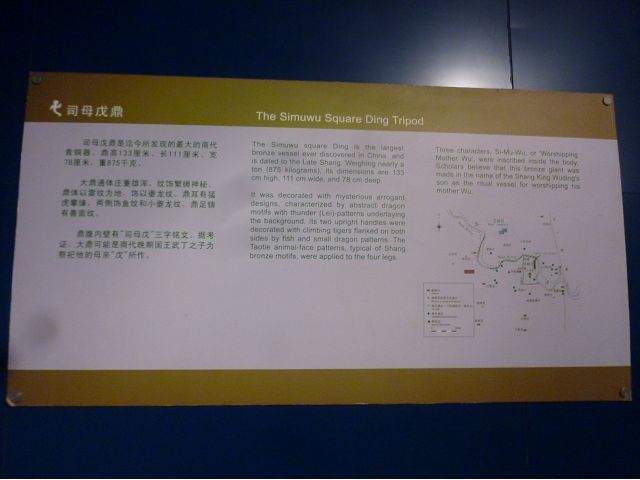 司母戊鼎
The Simuwu Square Ding Tripod
司母戊鼎是迄今所发现的最大的商代
青铜器。鼎高133厘米、长111厘米、宽
78厘米，重875千克。
大鼎通体庄重雄浑，纹饰繁缛神秘。
鼎体以雷纹为地，饰以夔龙纹，鼎耳有猛
虎攀缘，两侧饰鱼纹和小夔龙纹，鼎足铸
有兽面纹。
鼎腹内壁有“司母戊”三字铭文。据考
证，大鼎可能是商代晚期国王武丁之子为
祭祀他的母亲“戊”所作。
The Simuwu square Ding is the largest
bronze vessel ever discovered in China and
is dated to the Late Shang. Weighing nearly a
ton (875 kilograms), its dimensions are 133
cm high, 111 cm wide, and 78 cm deep.
It was decorated with mysterious arrogant
designs, characterized by abstract dragon
motifs with thunder (Lei)-patterns underlaying
the background. Its two upright handles were
decorated with climbing tigers flanked on both
sides by fish and small dragon patterns. The
Taotie animal-face patterns, typical of Shang
bronze motifs, were applied to the four legs.
Three characters, Si-Mu-Wu, or "Worshipping
Mother, Wu", were inscribed inside the body.
Scholars believe that this bronze giant was
made in the name of the Shang King Wuding's
son as the ritual vessel for worshipping his
mother Wu.